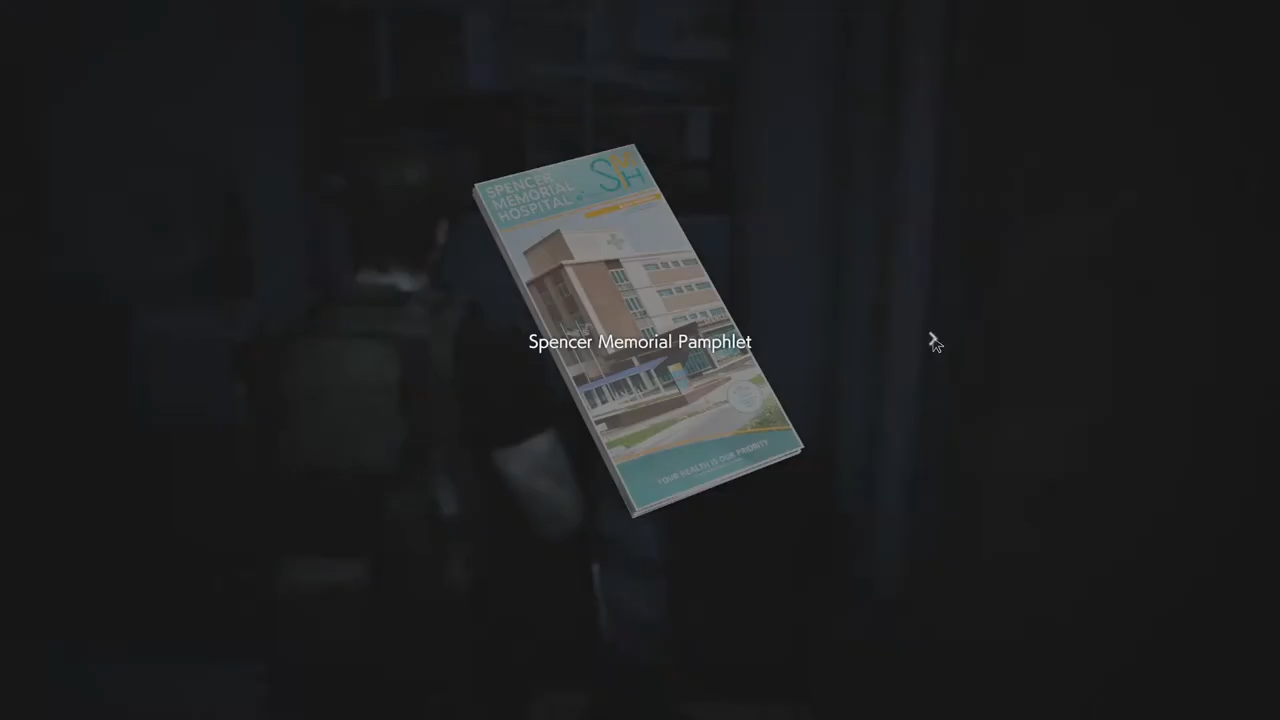 SPENCER
MEMORIAL
HOSPITAL
SMH
Spencer Memorial Pamphlet
YOUR HEALTH IS OUR PRIORITY